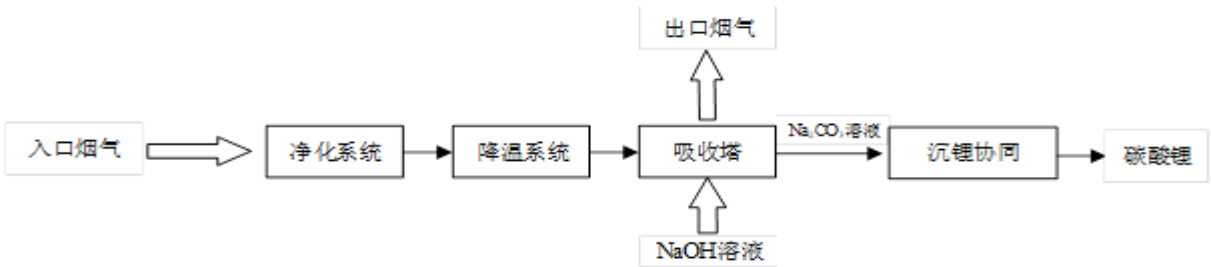 出口烟气
入口烟气
净化系统
降温系统
吸收塔
Na₂CO₃溶液
沉锂协同
碳酸锂
NaOH溶液